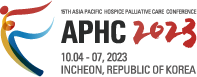 15TH ASIA PACIFIC HOSPICE PALLIATIVE CARE CONFERENCE
APHC 2023
10.04 - 07, 2023
INCHEON, REPUBLIC OF KOREA